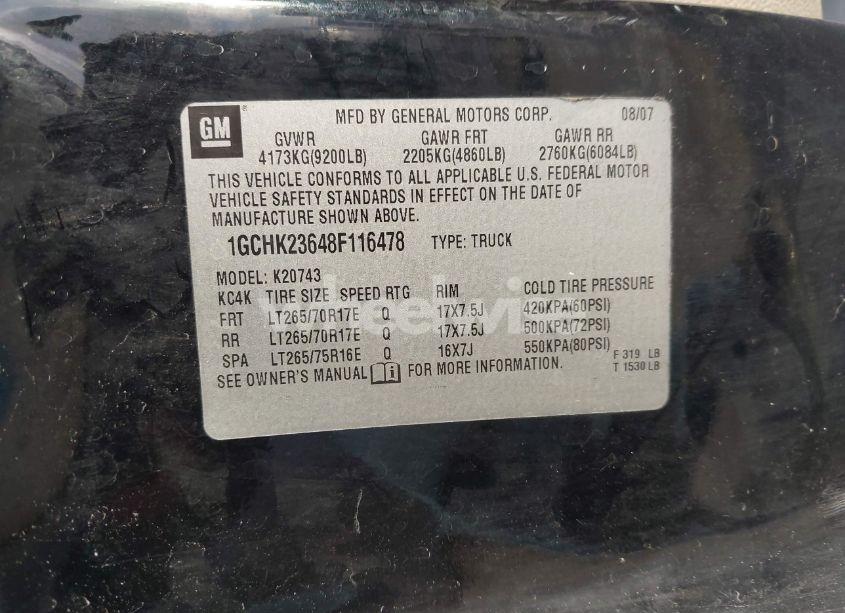 GM
MFD BY GENERAL MOTORS CORP. 08/07
GVWR GAWR FRT GAWR RR
4173KG(9200LB) 2205KG(4860LB) 2760KG(6084LB)
THIS VEHICLE CONFORMS TO ALL APPLICABLE U.S. FEDERAL MOTOR
VEHICLE SAFETY STANDARDS IN EFFECT ON THE DATE OF
MANUFACTURE SHOWN ABOVE.
1GCHK23648F116478 TYPE: TRUCK
MODEL: K20743
KC4K TIRE SIZE SPEED RTG RIM COLD TIRE PRESSURE
FRT LT265/70R17E Q 17X7.5J 420KPA(60PSI)
RR LT265/70R17E Q 17X7.5J 500KPA(72PSI)
SPA LT265/75R16E Q 16X7J 550KPA(80PSI)
F 319 LB
SEE OWNER'S MANUAL FOR MORE INFORMATION. T 1530 LB